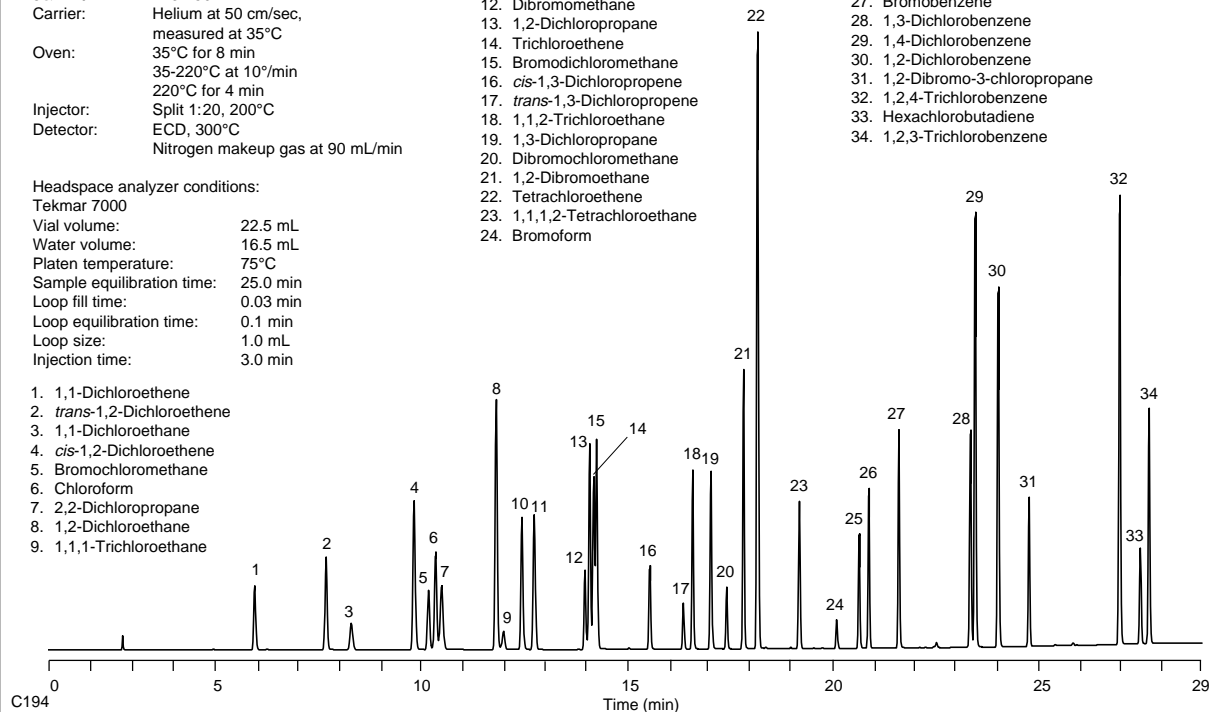 Carrier: Helium at 50 cm/sec,
measured at 35°C
Oven: 35°C for 8 min
35-220°C at 10°/min
220°C for 4 min
Injector: Split 1:20, 200°C
Detector: ECD, 300°C
Nitrogen makeup gas at 90 mL/min
Headspace analyzer conditions:
Tekmar 7000
Vial volume: 22.5 mL
Water volume: 16.5 mL
Platen temperature: 75°C
Sample equilibration time: 25.0 min
Loop fill time: 0.03 min
Loop equilibration time: 0.1 min
Loop size: 1.0 mL
Injection time: 3.0 min
1. 1,1-Dichloroethene
2. trans-1,2-Dichloroethene
3. 1,1-Dichloroethane
4. cis-1,2-Dichloroethene
5. Bromochloromethane
6. Chloroform
7. 2,2-Dichloropropane
8. 1,2-Dichloroethane
9. 1,1,1-Trichloroethane
12. Dibromomethane
13. 1,2-Dichloropropane
14. Trichloroethene
15. Bromodichloromethane
16. cis-1,3-Dichloropropene
17. trans-1,3-Dichloropropene
18. 1,1,2-Trichloroethane
19. 1,3-Dichloropropane
20. Dibromochloromethane
21. 1,2-Dibromoethane
22. Tetrachloroethene
23. 1,1,1,2-Tetrachloroethane
24. Bromoform
27. Bromobenzene
28. 1,3-Dichlorobenzene
29. 1,4-Dichlorobenzene
30. 1,2-Dichlorobenzene
31. 1,2-Dibromo-3-chloropropane
32. 1,2,4-Trichlorobenzene
33. Hexachlorobutadiene
34. 1,2,3-Trichlorobenzene
1
2
3
4
5
6
7
8
9
10
11
12
13
15
14
16
17
18
19
20
21
22
23
24
25
26
27
28
29
30
31
32
33
34
0 5 10 15 20 25 29
Time (min)
C194